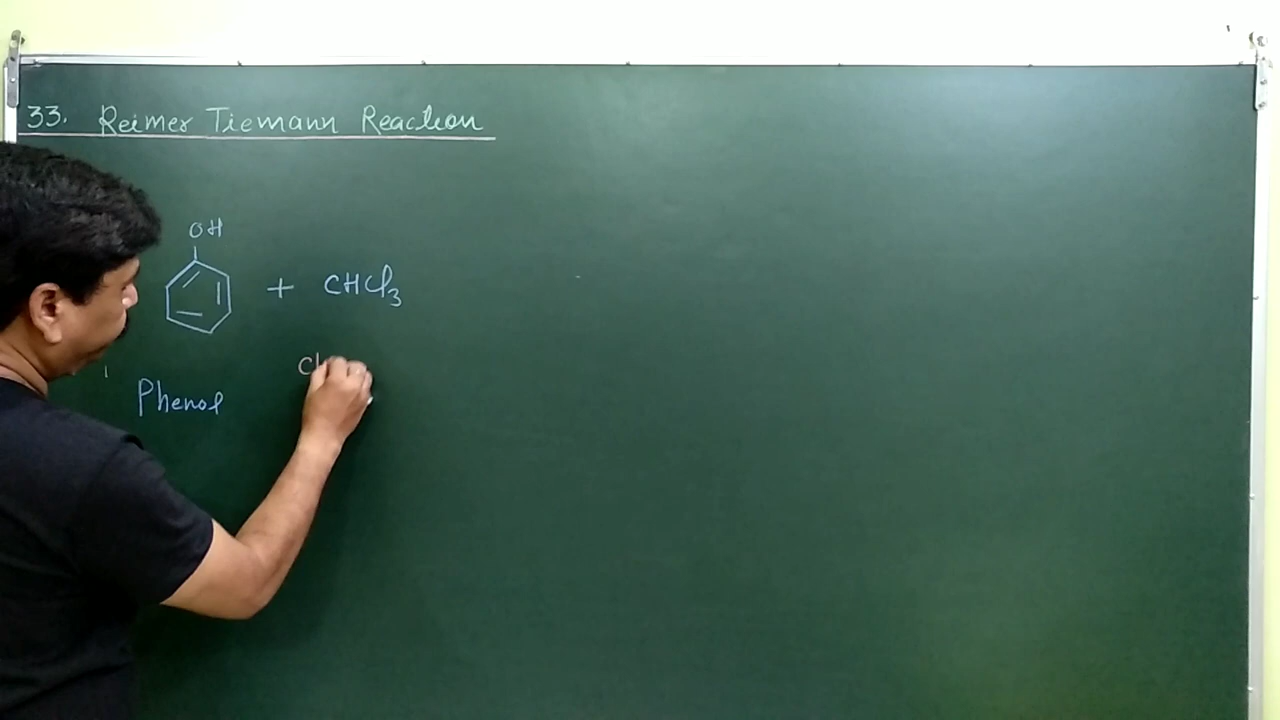 33. Reimer Tiemann Reaction
OH
+ CHCl3
Phenol